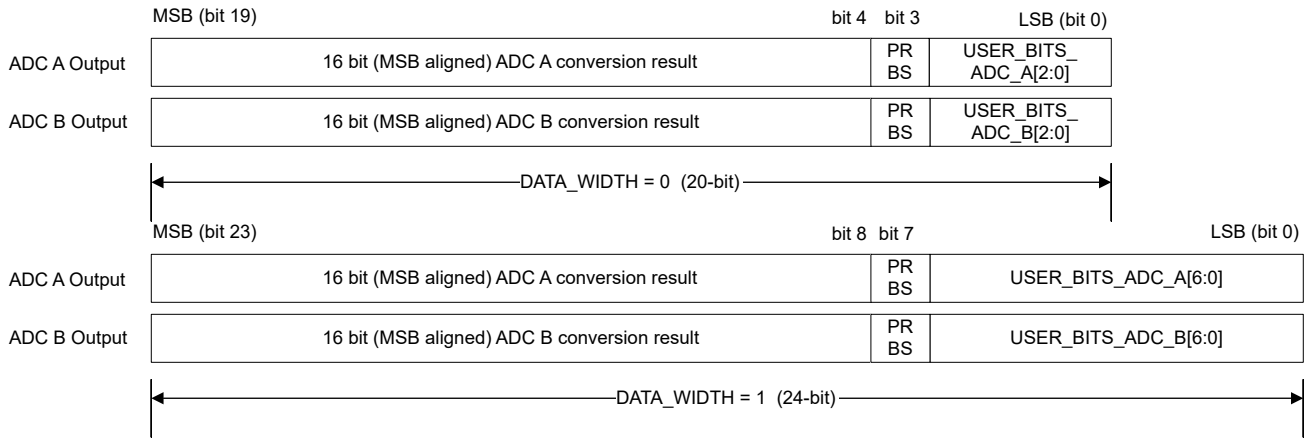 MSB (bit 19) bit 4 bit 3 LSB (bit 0)
ADC A Output 16 bit (MSB aligned) ADC A conversion result PR BS USER_BITS_ ADC_A[2:0]
ADC B Output 16 bit (MSB aligned) ADC B conversion result PR BS USER_BITS_ ADC_B[2:0]
DATA_WIDTH = 0 (20-bit)
MSB (bit 23) bit 8 bit 7 LSB (bit 0)
ADC A Output 16 bit (MSB aligned) ADC A conversion result PR BS USER_BITS_ADC_A[6:0]
ADC B Output 16 bit (MSB aligned) ADC B conversion result PR BS USER_BITS_ADC_B[6:0]
DATA_WIDTH = 1 (24-bit)